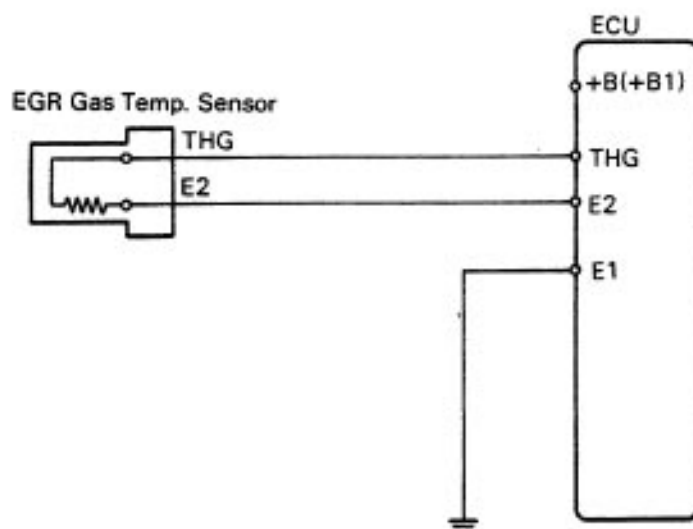 ECU
+B(+B1)
EGR Gas Temp. Sensor
THG
THG
E2
E2
E1